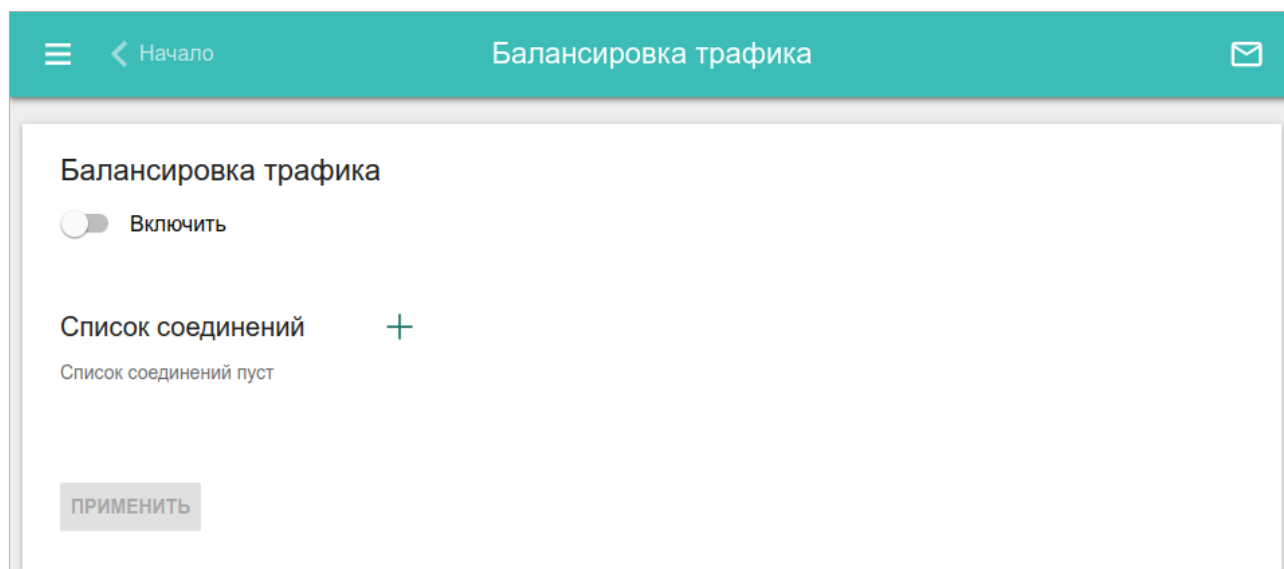 Начало
Балансировка трафика
Балансировка трафика
Включить
Список соединений
Список соединений пуст
ПРИМЕНИТЬ